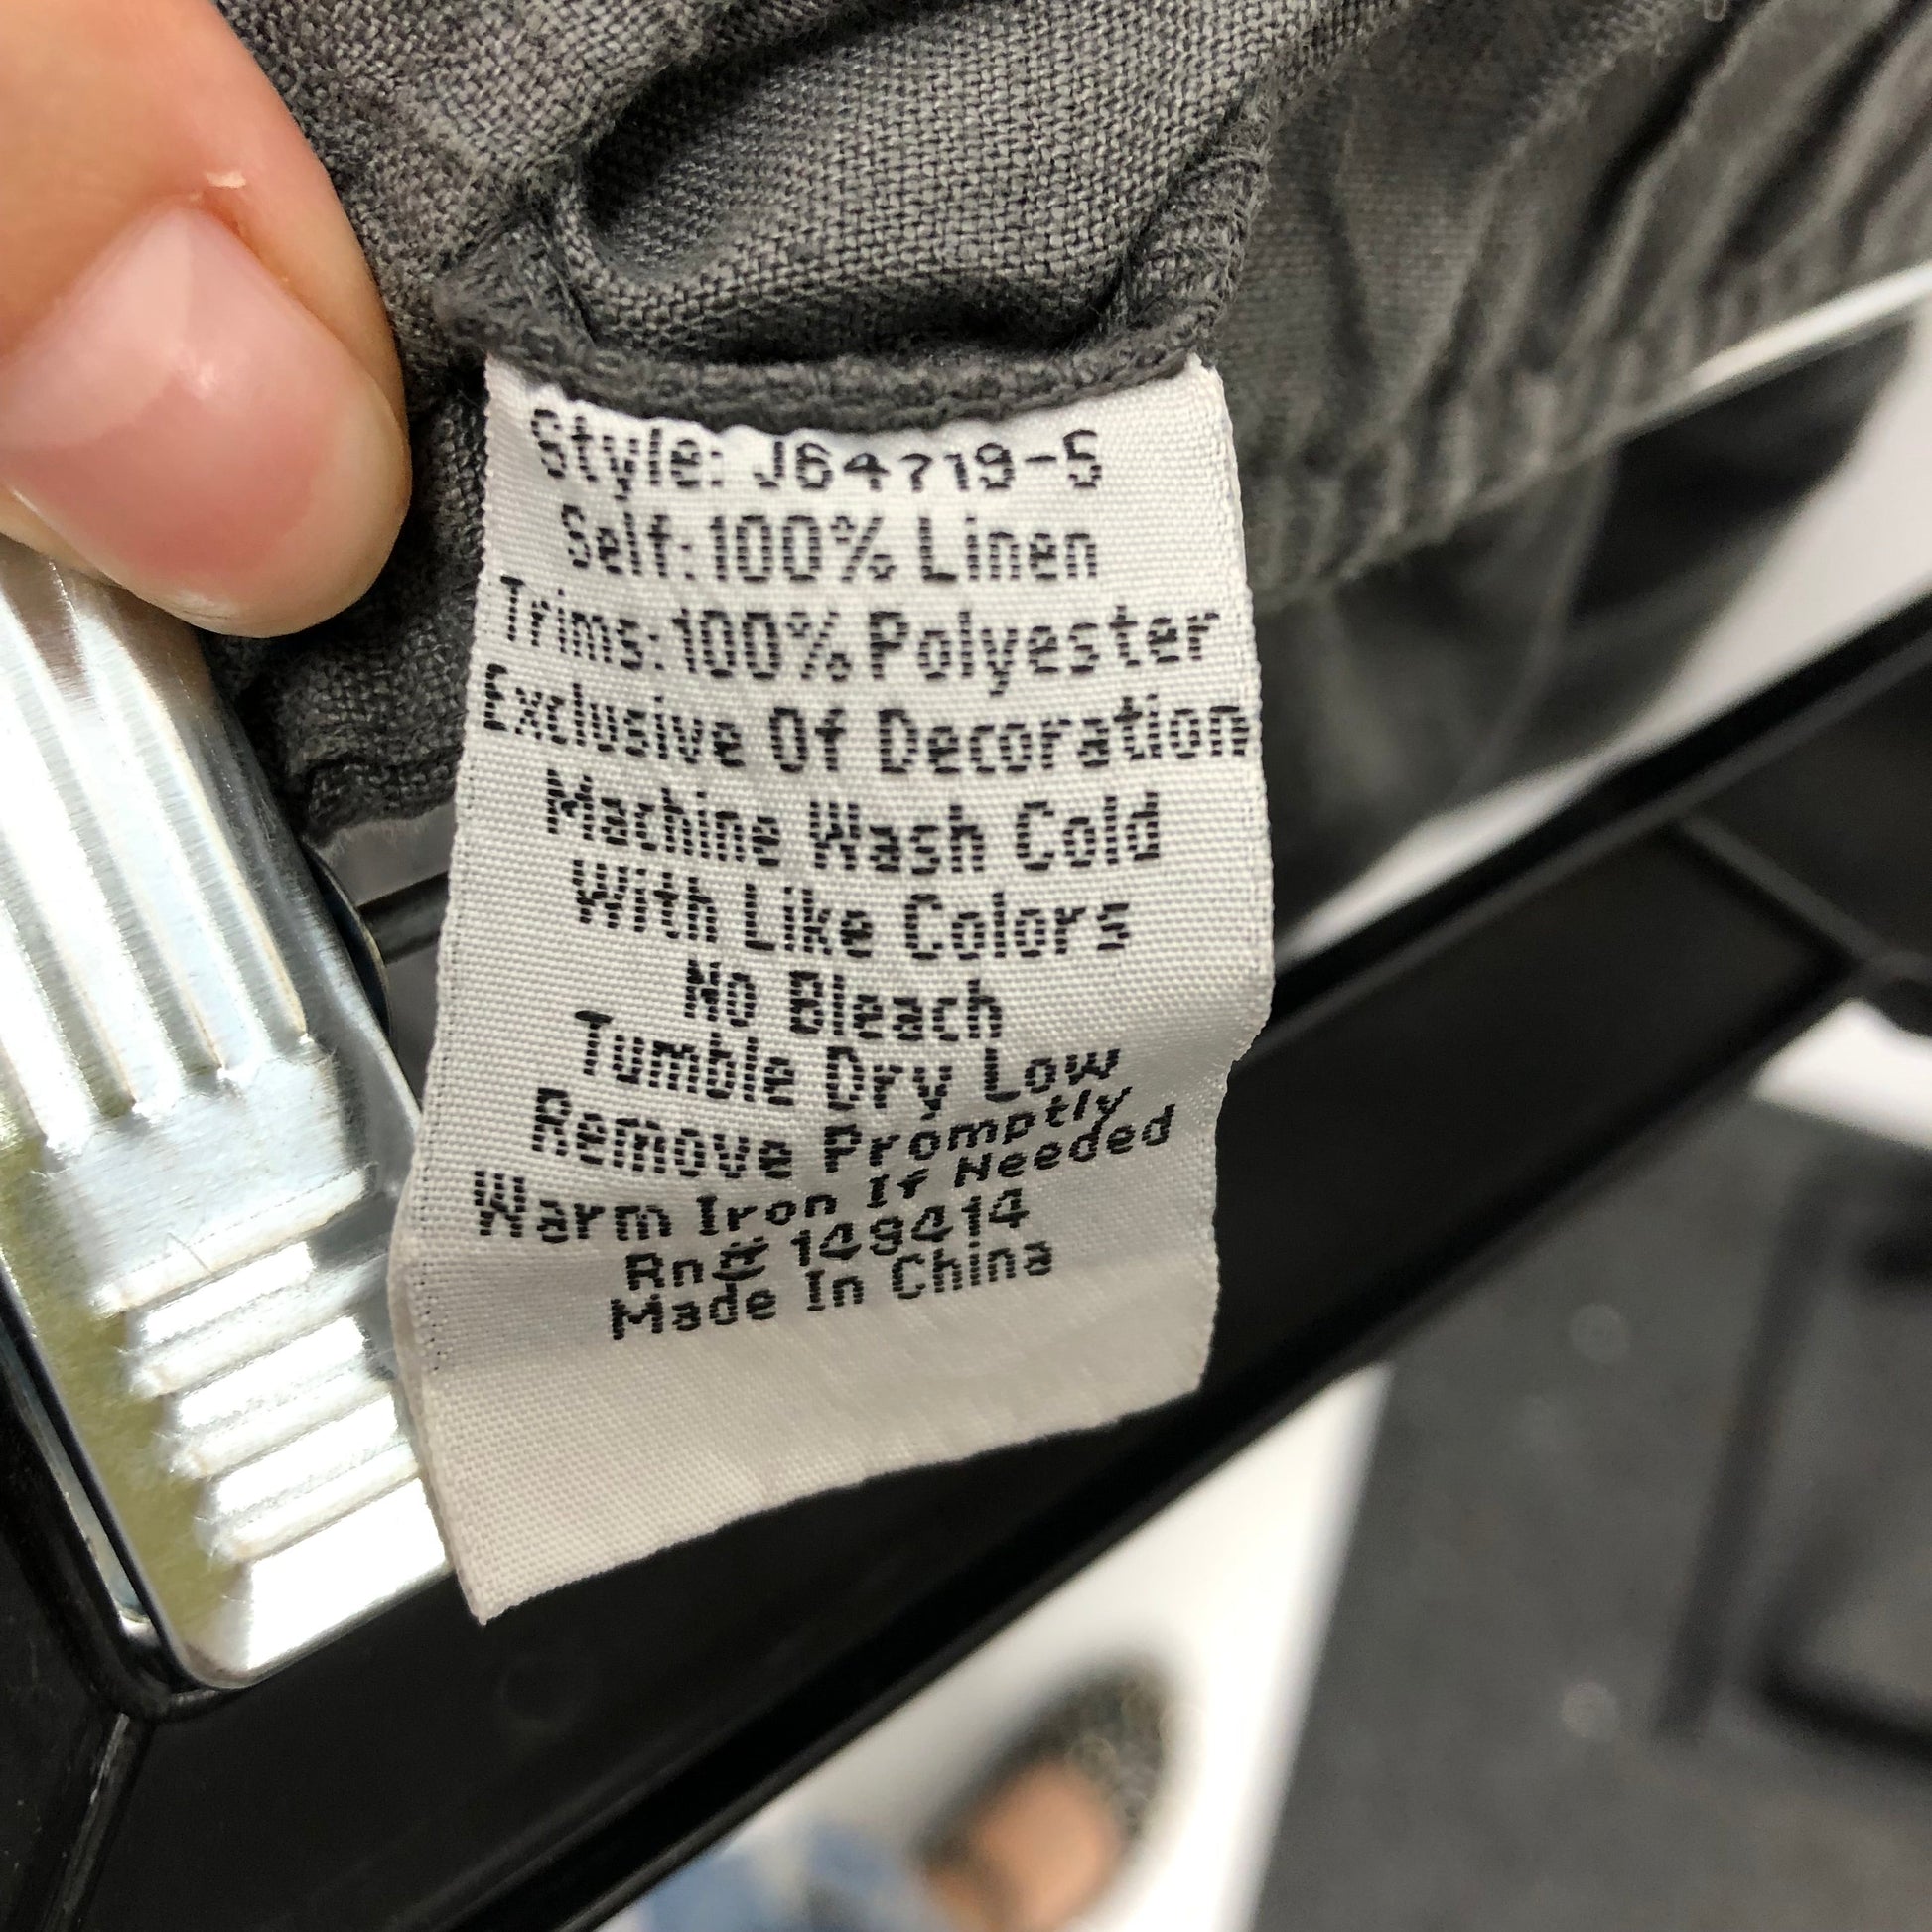 Style: J64719-5
Self:100% Linen
Trims:100% Polyester
Exclusive Of Decoration
Machine Wash Cold
With Like Colors
No Bleach
Tumble Dry Low
Remove Promptly
Warm Iron If Needed
Rn# 149414
Made In China